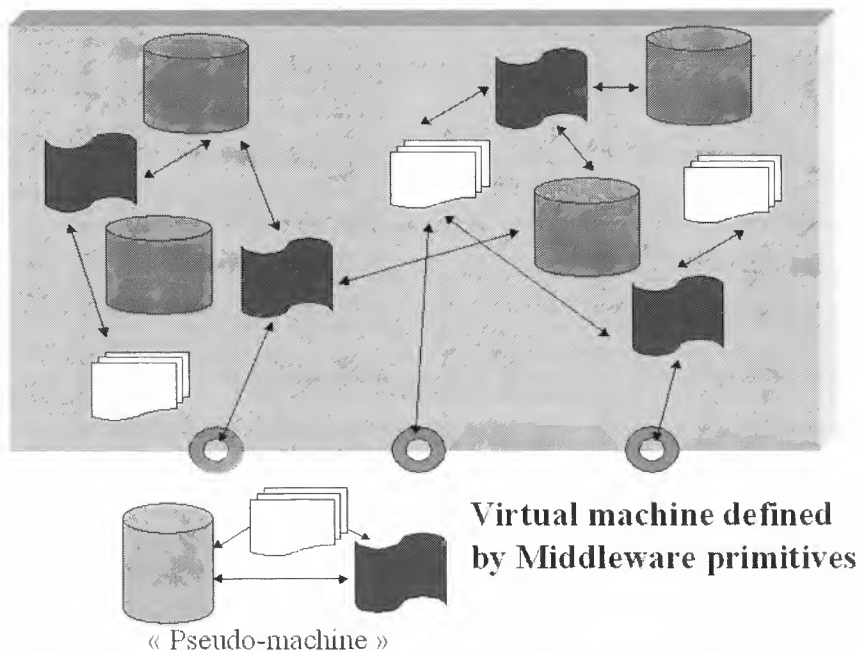 Virtual machine defined
by Middleware primitives
« Pseudo-machine »